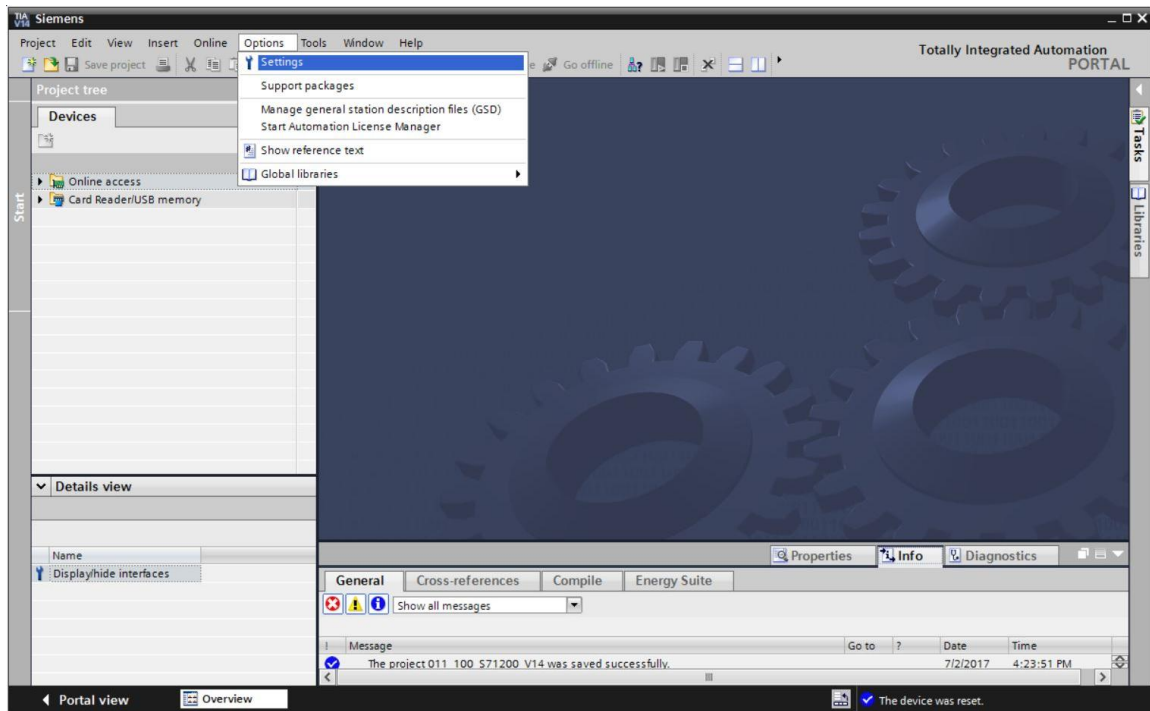 TIA V14 Siemens
Project Edit View Insert Online Options Tools Window Help
Totally Integrated Automation
PORTAL
Save project
Go offline
Settings
Support packages
Manage general station description files (GSD)
Start Automation License Manager
Show reference text
Global libraries
Project tree
Devices
Online access
Card Reader/USB memory
Start
Tasks
Libraries
Details view
Name
Display/hide interfaces
Properties Info Diagnostics
General Cross-references Compile Energy Suite
Show all messages
! Message Go to ? Date Time
The project 011_100_S71200_V14 was saved successfully. 7/2/2017 4:23:51 PM
Portal view Overview The device was reset.